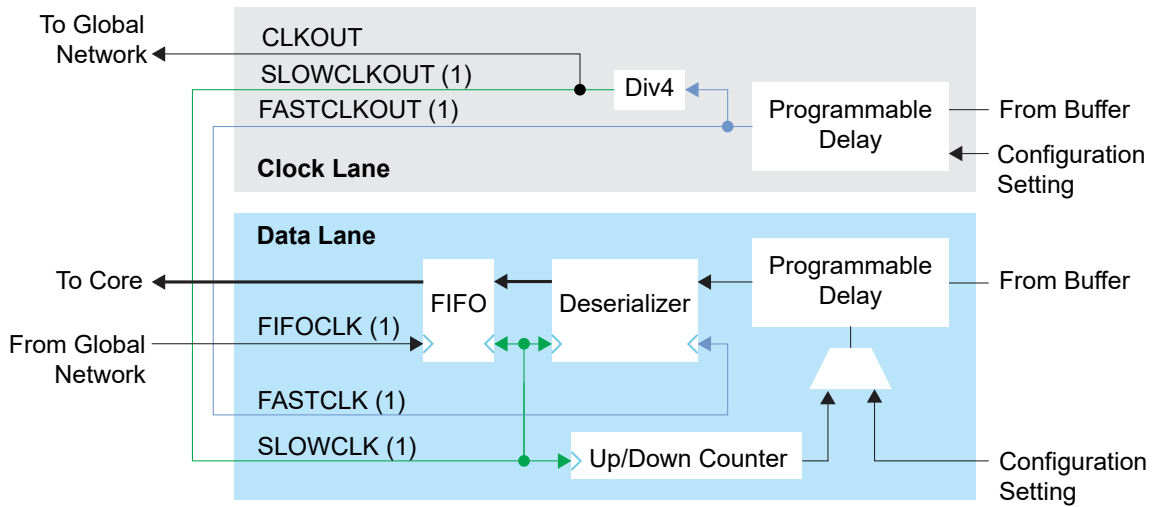 To Global
Network
CLKOUT
SLOWCLKOUT (1)
FASTCLKOUT (1)
Div4
Programmable
Delay
From Buffer
Configuration
Setting
Clock Lane
Data Lane
To Core
FIFO
Deserializer
Programmable
Delay
From Buffer
FIFOCLK (1)
From Global
Network
FASTCLK (1)
SLOWCLK (1)
Up/Down Counter
Configuration
Setting